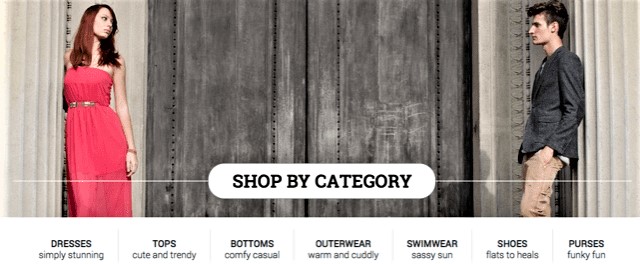 SHOP BY CATEGORY
DRESSES
simply stunning
TOPS
cute and trendy
BOTTOMS
comfy casual
OUTERWEAR
warm and cuddly
SWIMWEAR
sassy sun
SHOES
flats to heals
PURSES
funky fun